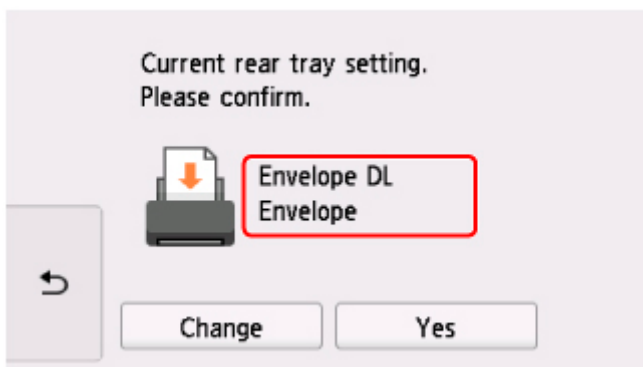 Current rear tray setting.
Please confirm.
Envelope DL
Envelope
Change
Yes